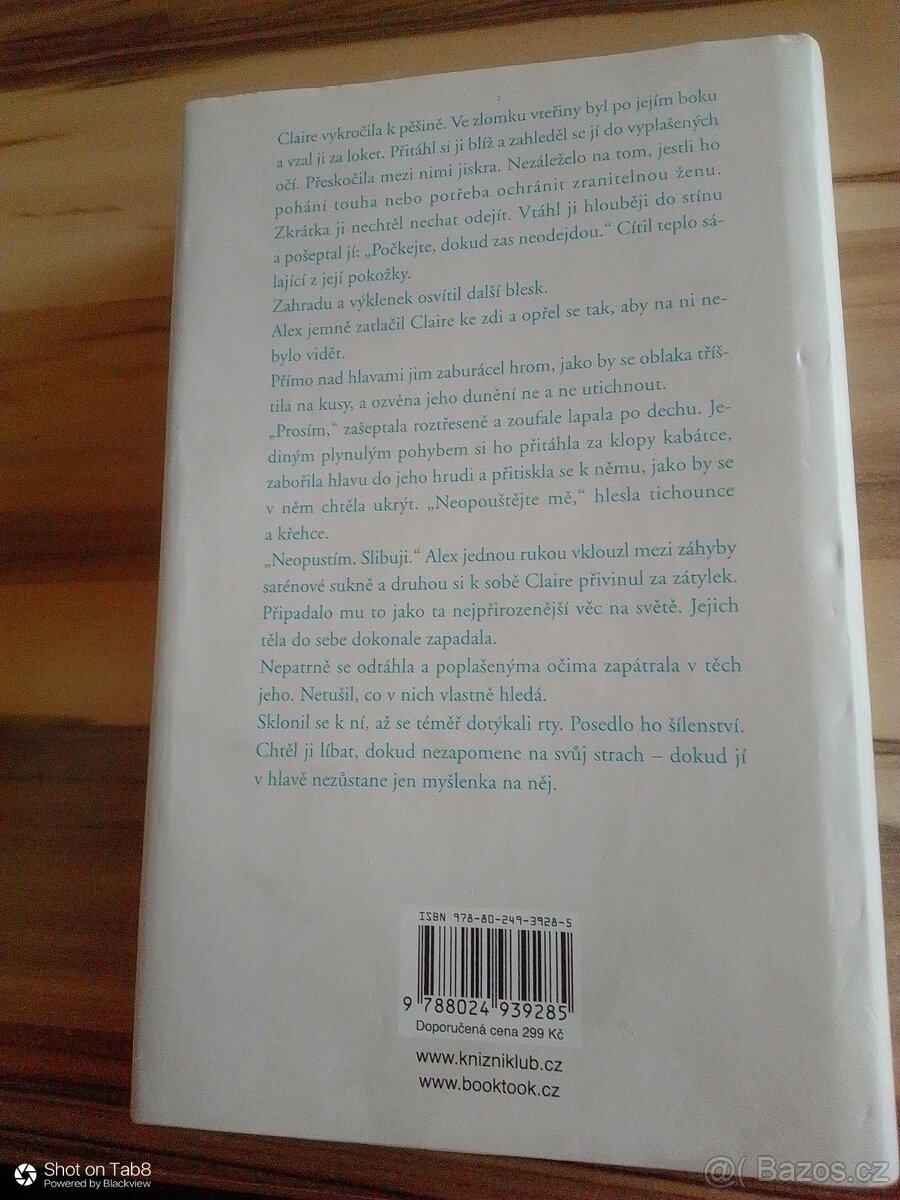 Claire vykročila k pěšině. Ve zlomku vteřiny byl po jejím boku
a vzal ji za loket. Přitáhl si ji blíž a zahleděl se jí do vyplašených
očí. Přeskočila mezi nimi jiskra. Nezáleželo na tom, jestli ho
pohání touha nebo potřeba ochránit zranitelnou ženu.
Zkrátka ji nechtěl nechat odejít. Vtáhl ji hlouběji do stínu
a pošeptal jí: „Počkejte, dokud zas neodejdou.“ Cítil teplo sá-
lající z její pokožky.
Zahradu a výklenek osvítil další blesk.
Alex jemně zatlačil Claire ke zdi a opřel se tak, aby na ni ne-
bylo vidět.
Přímo nad hlavami jim zaburácel hrom, jako by se oblaka tříš-
tila na kusy, a ozvěna jeho dunění ne a ne utichnout.
„Prosím,“ zašeptala roztřeseně a zoufale lapala po dechu. Je-
diným plynulým pohybem si ho přitáhla za klopy kabátce,
zabořila hlavu do jeho hrudi a přitiskla se k němu, jako by se
v něm chtěla ukrýt. „Neopouštějte mě,“ hlesla tichounce
a křehce.
„Neopustím. Slibuji.“ Alex jednou rukou vklouzl mezi záhyby
saténové sukně a druhou si k sobě Claire přivinul za zátylek.
Připadalo mu to jako ta nejpřirozenější věc na světě. Jejich
těla do sebe dokonale zapadala.
Nepatrně se odtáhla a poplašenýma očima zapátrala v těch
jeho. Netušil, co v nich vlastně hledá.
Sklonil se k ní, až se téměř dotýkali rty. Posedlo ho šílenství.
Chtěl ji líbat, dokud nezapomene na svůj strach – dokud jí
v hlavě nezůstane jen myšlenka na něj.
ISBN 978-80-249-3928-5
9 788024 939285
Doporučená cena 299 Kč
www.knizniklub.cz
www.booktook.cz
Shot on Tab8
Powered by Blackview
@( Bazos.cz